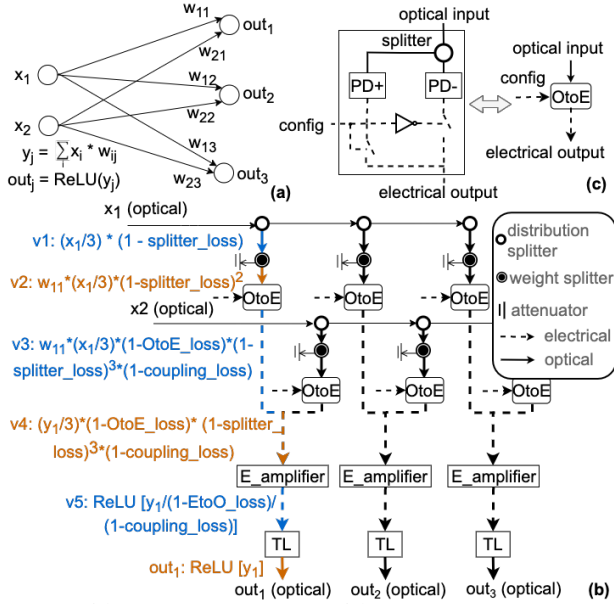 w11
out1
w21
x1
w12
out2
w22
x2
w13
yj = ∑i xi * wij
outj = ReLU(yj)
w23
out3
(a)
optical input
splitter
PD+
PD-
config
electrical output
optical input
config
OtoE
electrical output
(c)
x1 (optical)
v1: (x1/3) * (1 - splitter_loss)
v2: w11*(x1/3)*(1-splitter_loss)2
OtoE
OtoE
OtoE
x2 (optical)
v3: w11*(x1/3)*(1-OtoE_loss)*(1-
splitter_loss)3*(1-coupling_loss)
OtoE
OtoE
OtoE
v4: (y1/3)*(1-OtoE_loss)* (1-splitter_
loss)3*(1-coupling_loss)
E_amplifier
E_amplifier
E_amplifier
v5: ReLU [y1/(1-EtoO_loss)/
(1-coupling_loss)]
TL
TL
TL
out1: ReLU [y1]
out1 (optical)
out2 (optical)
out3 (optical)
(b)
distribution
splitter
weight splitter
attenuator
electrical
optical